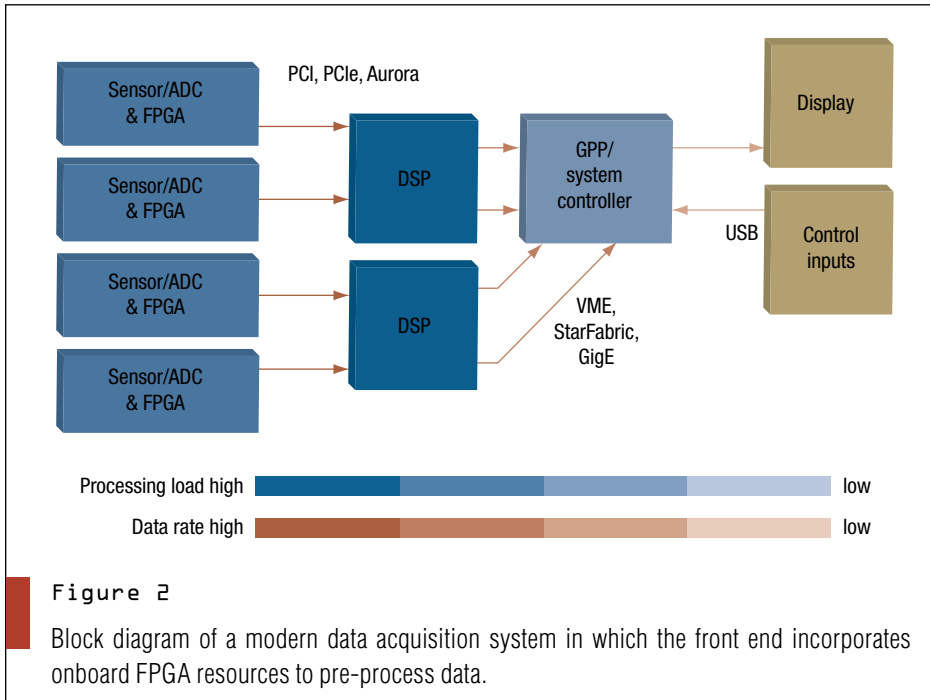 PCI, PCIe, Aurora
Sensor/ADC
& FPGA
Sensor/ADC
& FPGA
Sensor/ADC
& FPGA
Sensor/ADC
& FPGA
DSP
DSP
GPP/
system
controller
Display
USB
Control
inputs
VME,
StarFabric,
GigE
Processing load high low
Data rate high low
Figure 2
Block diagram of a modern data acquisition system in which the front end incorporates
onboard FPGA resources to pre-process data.